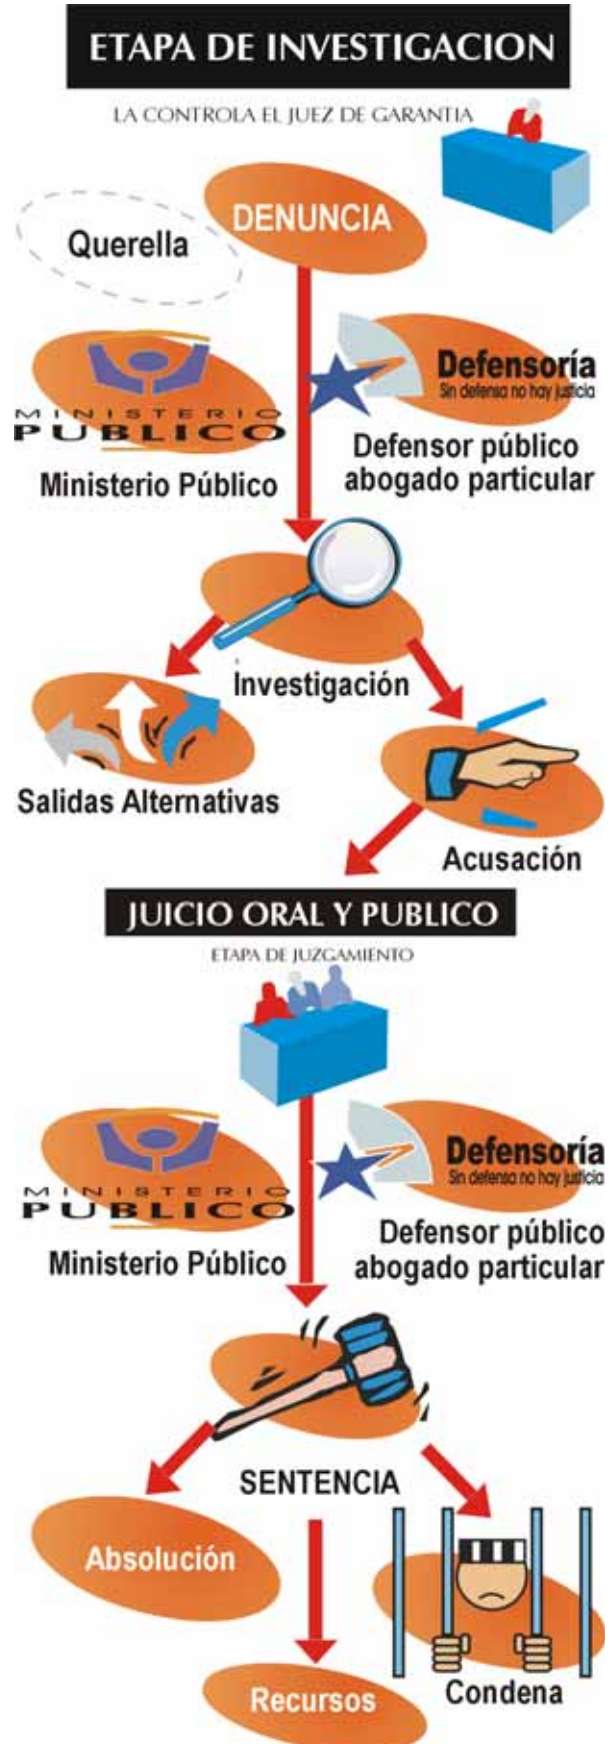 ETAPA DE INVESTIGACION
LA CONTROLA EL JUEZ DE GARANTIA
DENUNCIA
Querella
MINISTERIO
PUBLICO
Ministerio Público
Defensoría
Sin defensa no hay justicia
Defensor público
abogado particular
Investigación
Salidas Alternativas
Acusación
JUICIO ORAL Y PUBLICO
ETAPA DE JUZGAMIENTO
MINISTERIO
PUBLICO
Ministerio Público
Defensoría
Sin defensa no hay justicia
Defensor público
abogado particular
SENTENCIA
Absolución
Condena
Recursos